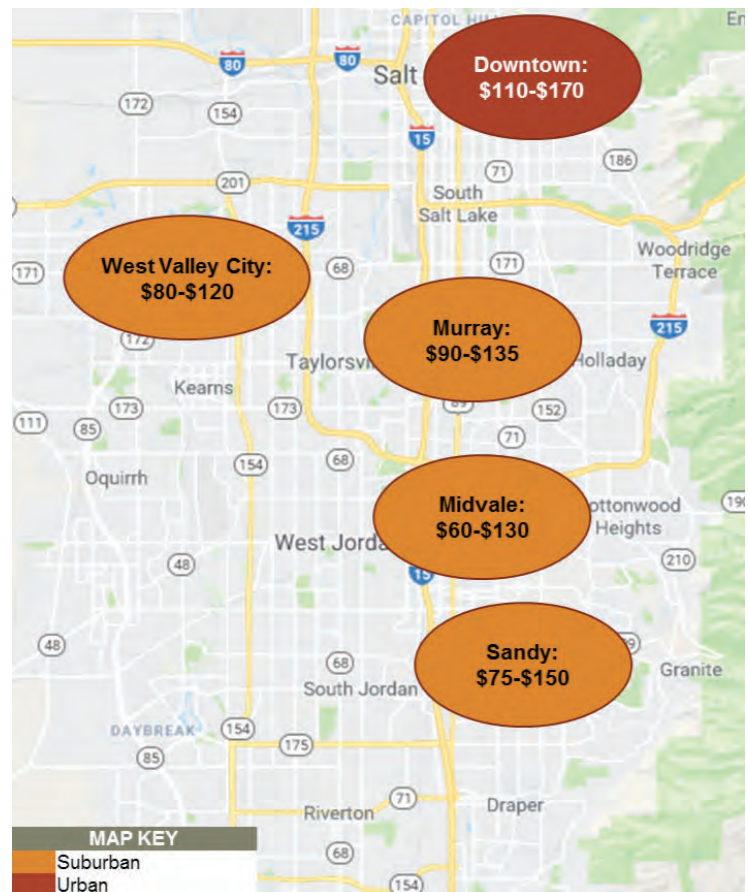 CAPITOL HIL
En
80
80
Salt
Downtown:
$110-$170
172
154
15
186
71
201
South
Salt Lake
215
Woodridge
Terrace
West Valley City:
$80-$120
171
68
171
215
172
Murray:
$90-$135
Taylorsvi
Holladay
Kearns
173
173
89
152
111
85
71
154
68
Oquirrh
Midvale:
$60-$130
ottonwood
Heights
190
West Jorda
15
210
48
48
Sandy:
$75-$150
68
South Jordan
Granite
DAYBREAK
154
175
85
71
Riverton
Draper
68
154
MAP KEY
Suburban
Urban